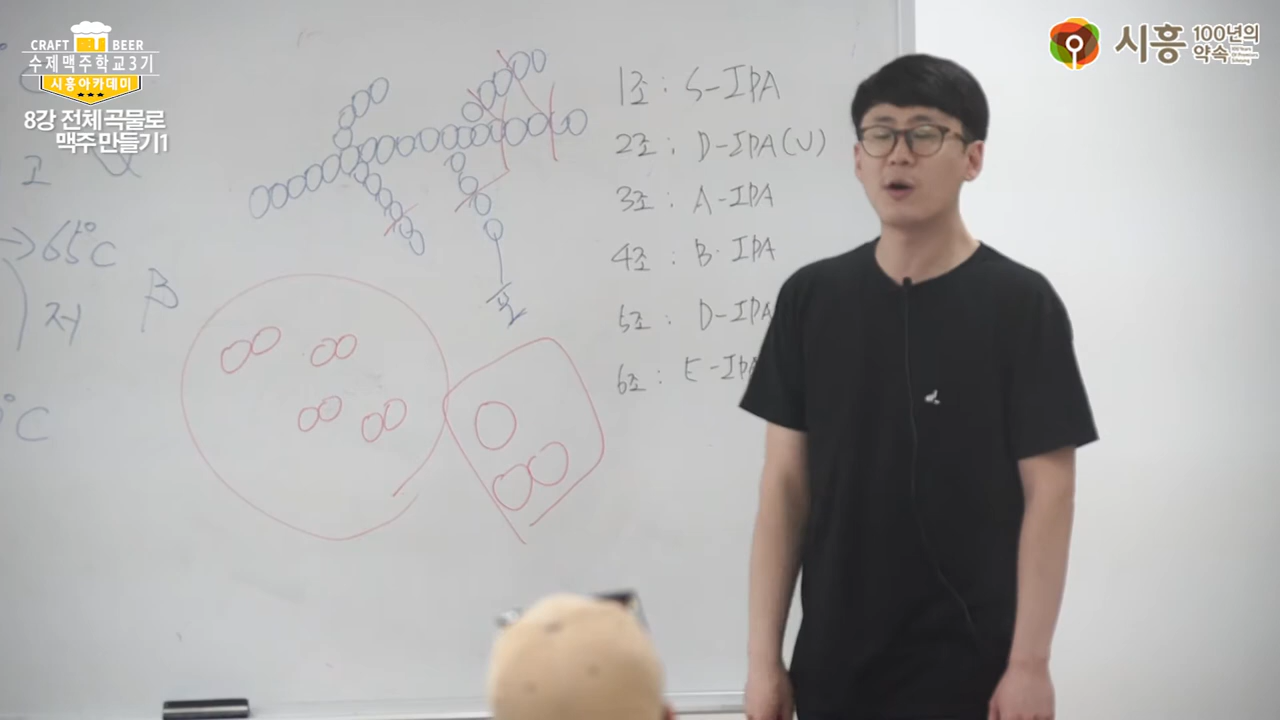 CRAFT BEER
수제맥주학교3기
시흥아카데미
8강 전체 곡물로
맥주 만들기1
시흥 100년의
약속
고
→65°C
저
β
°C
풀
1조 : S-IPA
2조 : D-IPA(U)
3조 : A-IPA
4조 : B-IPA
5조 : D-IPA
6조 : E-IPA